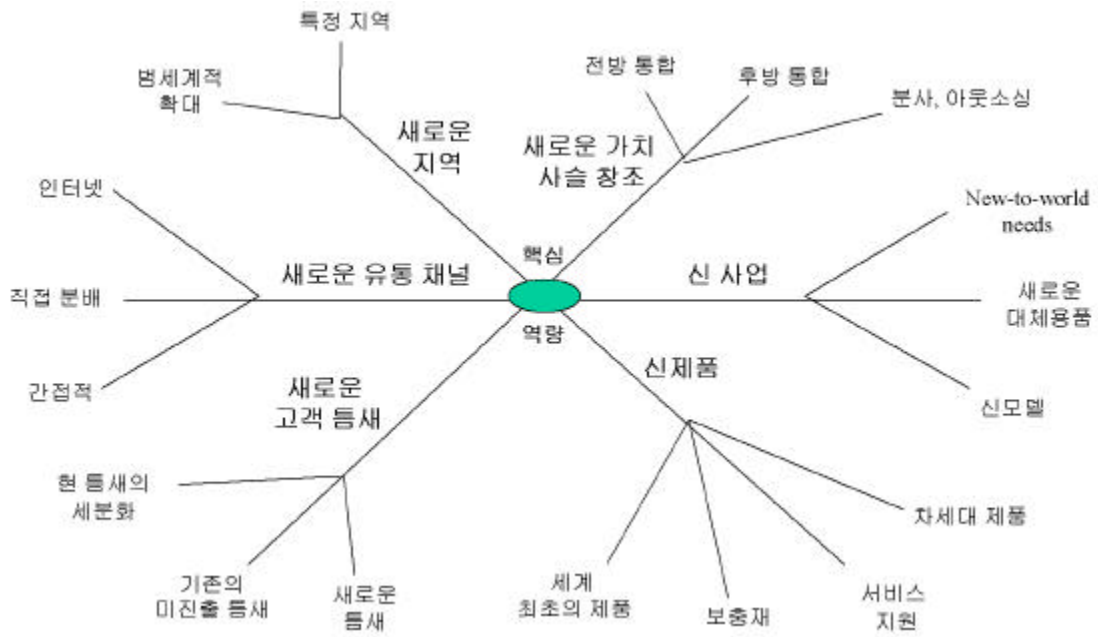 특정 지역
범세계적
확대
새로운
지역
전방 통합
후방 통합
분사, 아웃소싱
새로운 가치
사슬 창조
인터넷
직접 분배
간접적
새로운 유통 채널
핵심
역량
신 사업
New-to-world
needs
새로운
대체용품
신모델
새로운
고객 틈새
현 틈새의
세분화
기존의
미진출 틈새
새로운
틈새
신제품
세계
최초의 제품
보충재
서비스
지원
차세대 제품